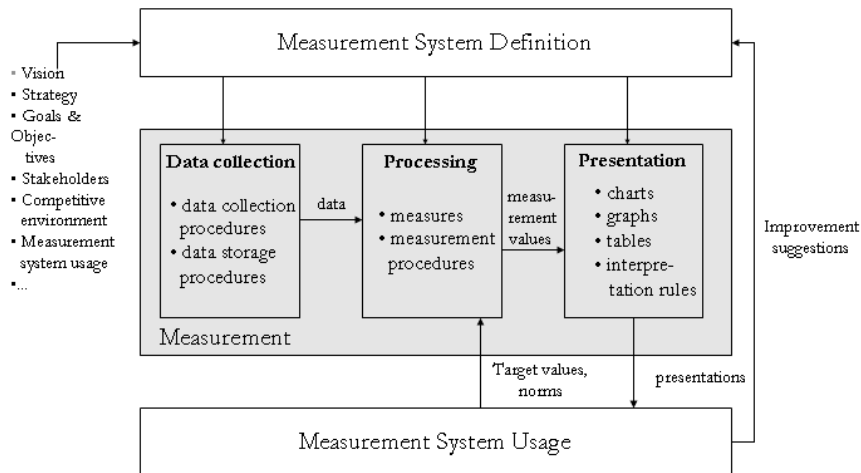 Measurement System Definition
▪ Vision
▪ Strategy
▪ Goals &
Objec-
tives
▪ Stakeholders
▪ Competitive
environment
▪ Measurement
system usage
▪...
Data collection
• data collection
procedures
• data storage
procedures
data
Processing
• measures
• measurement
procedures
measu-
rement
values
Presentation
• charts
• graphs
• tables
• interpre-
tation rules
Measurement
Improvement
suggestions
Target values,
norms
presentations
Measurement System Usage